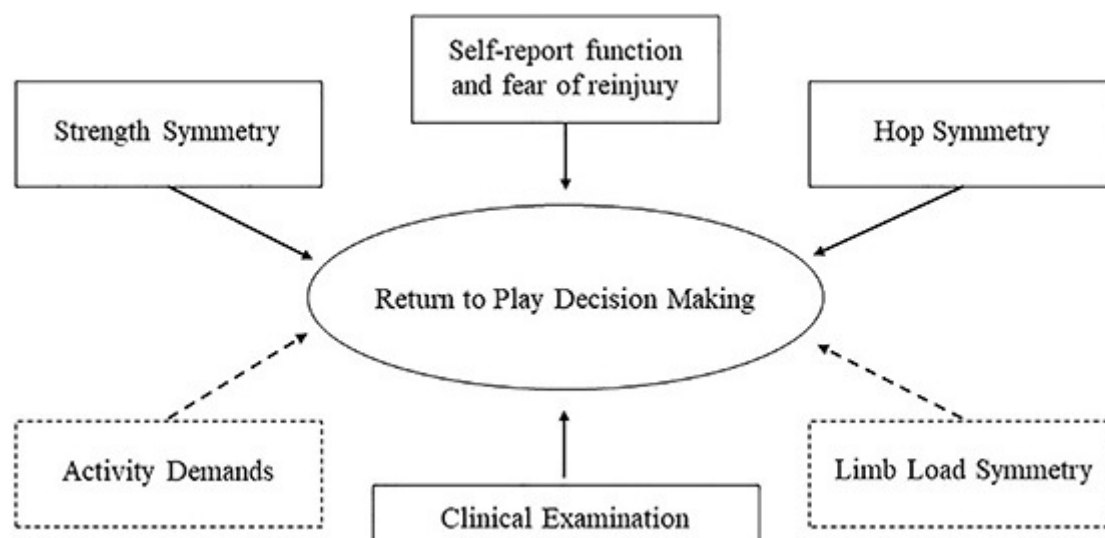 Self-report function
and fear of reinjury
Strength Symmetry
Hop Symmetry
Return to Play Decision Making
Activity Demands
Limb Load Symmetry
Clinical Examination